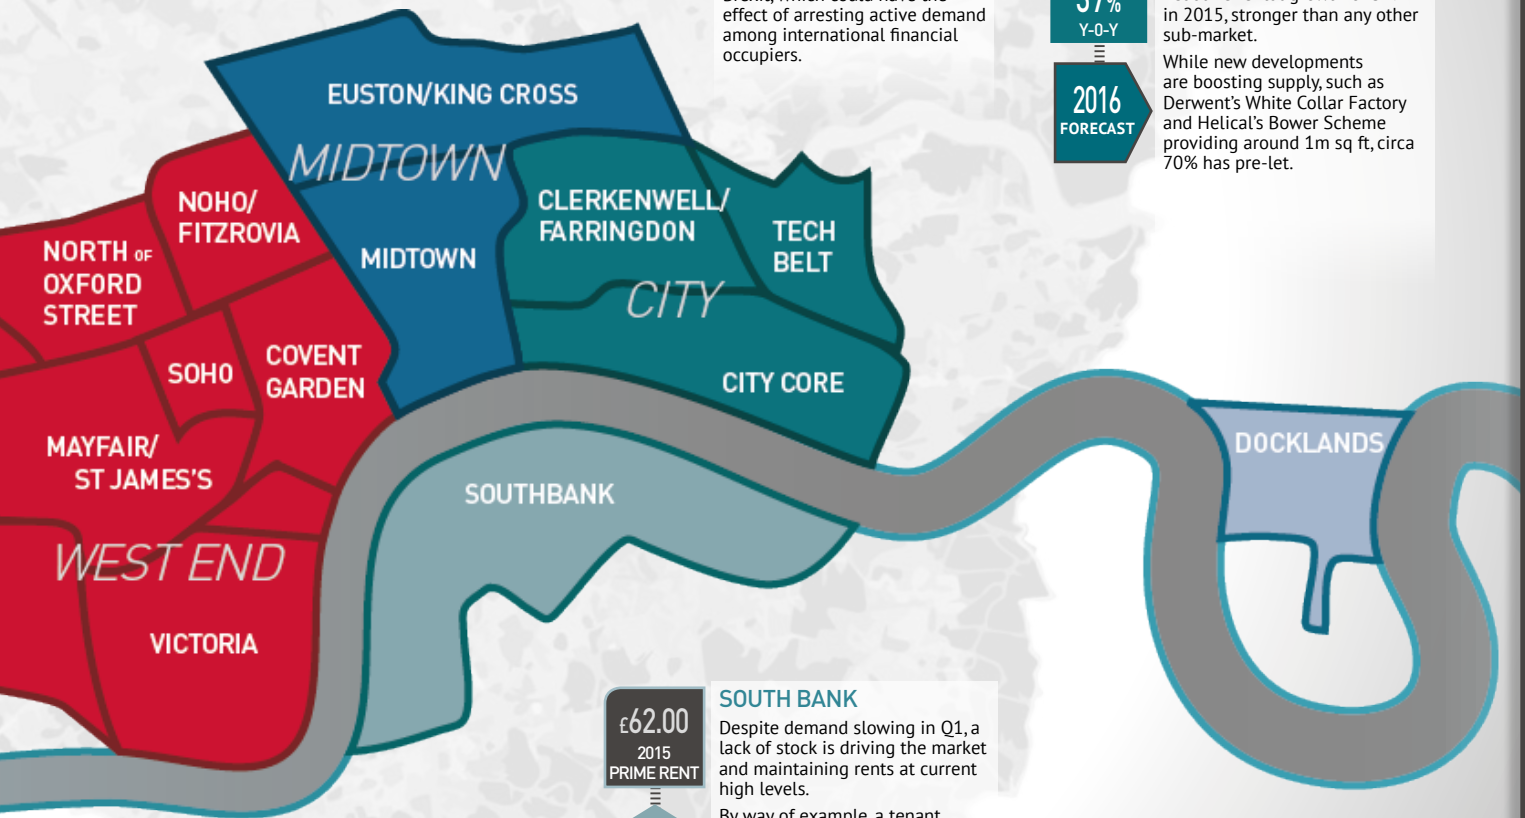 effect of arresting active demand
among international financial
occupiers.
Y-O-Y
2016
FORECAST
in 2015, stronger than any other
sub-market.
While new developments
are boosting supply, such as
Derwent's White Collar Factory
and Helical's Bower Scheme
providing around 1m sq ft, circa
70% has pre-let.
EUSTON/KING CROSS
MIDTOWN
NOHO/
FITZROVIA
NORTH OF
OXFORD
STREET
MIDTOWN
CLERKENWELL/
FARRINGDON
TECH
BELT
CITY
SOHO
COVENT
GARDEN
CITY CORE
MAYFAIR/
ST JAMES'S
DOCKLANDS
SOUTHBANK
WEST END
VICTORIA
£62.00
2015
PRIME RENT
SOUTH BANK
Despite demand slowing in Q1, a
lack of stock is driving the market
and maintaining rents at current
high levels.
By way of example, a tenant